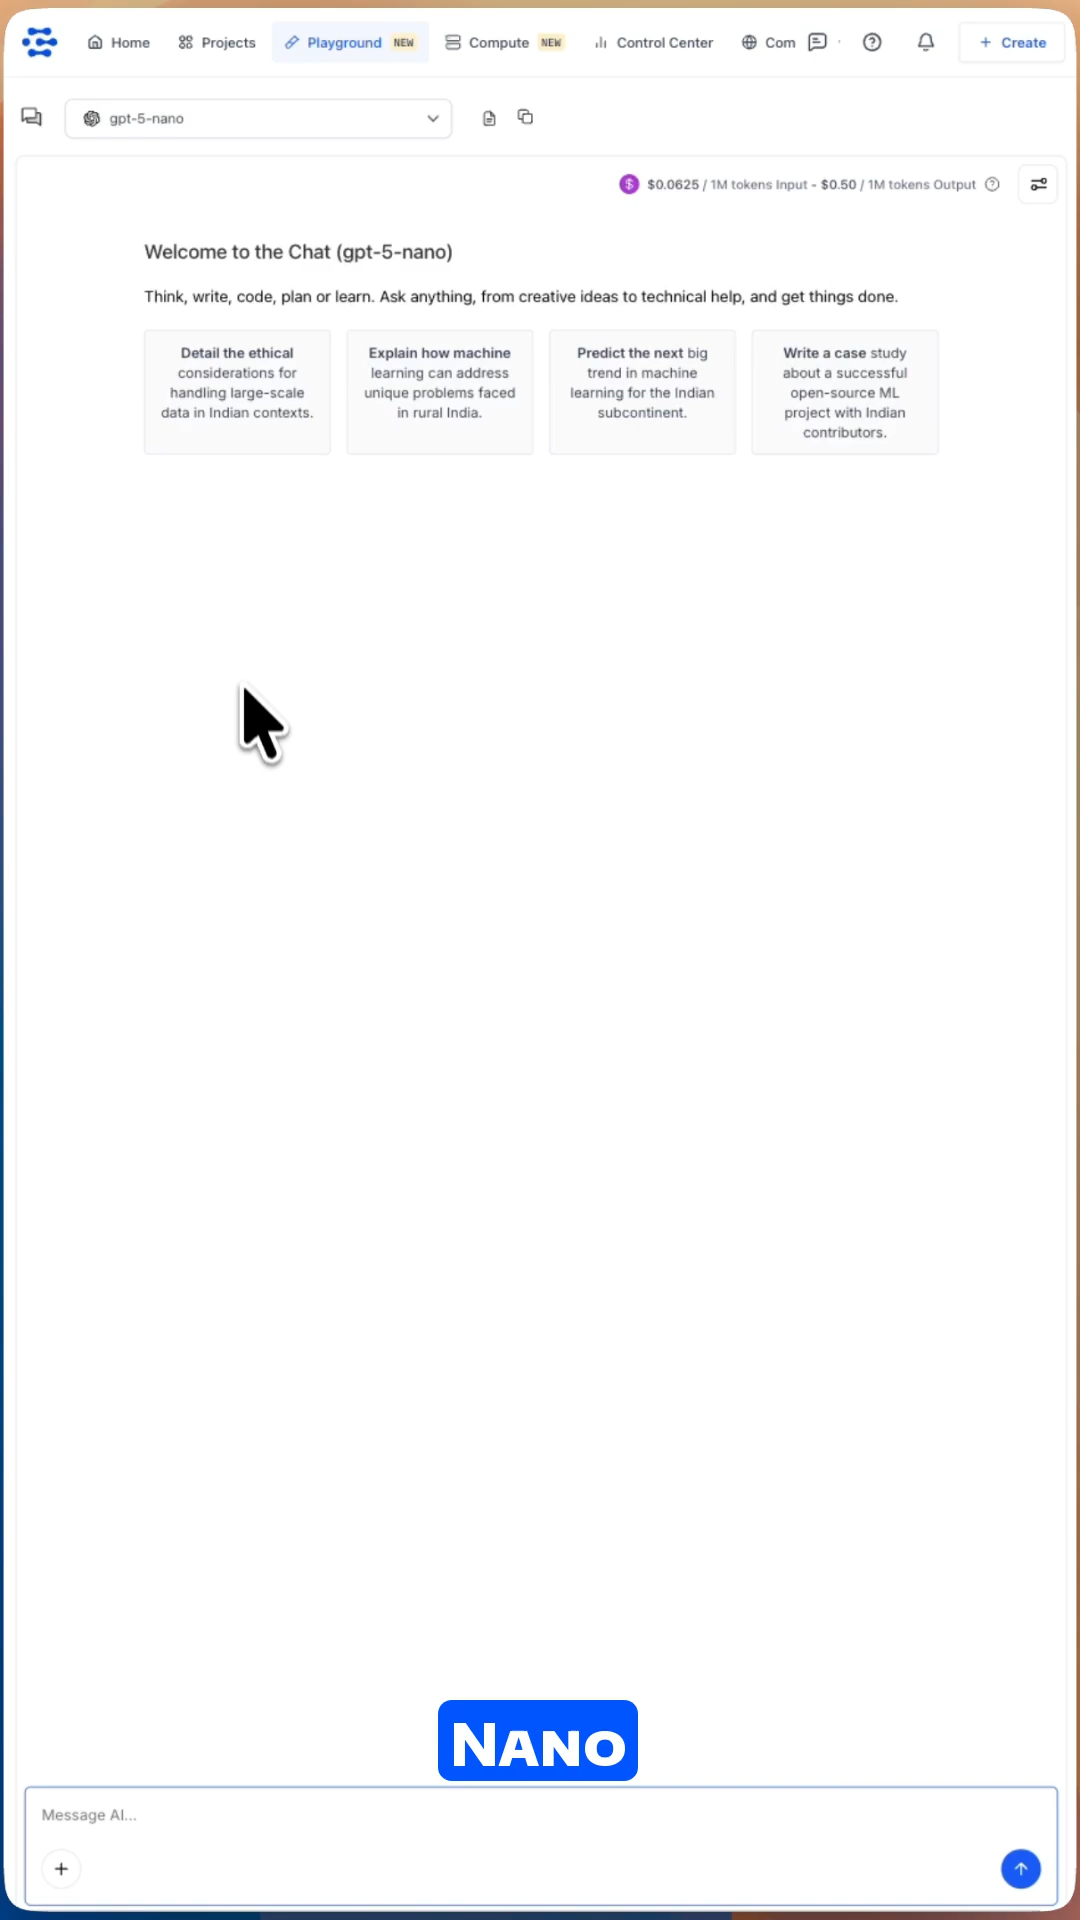 Home Projects Playground NEW Compute NEW Control Center Com + Create
gpt-5-nano
$ $0.0625 / 1M tokens Input - $0.50 / 1M tokens Output
Welcome to the Chat (gpt-5-nano)
Think, write, code, plan or learn. Ask anything, from creative ideas to technical help, and get things done.
Detail the ethical
considerations for
handling large-scale
data in Indian contexts.
Explain how machine
learning can address
unique problems faced
in rural India.
Predict the next big
trend in machine
learning for the Indian
subcontinent.
Write a case study
about a successful
open-source ML
project with Indian
contributors.
NANO
Message AI...